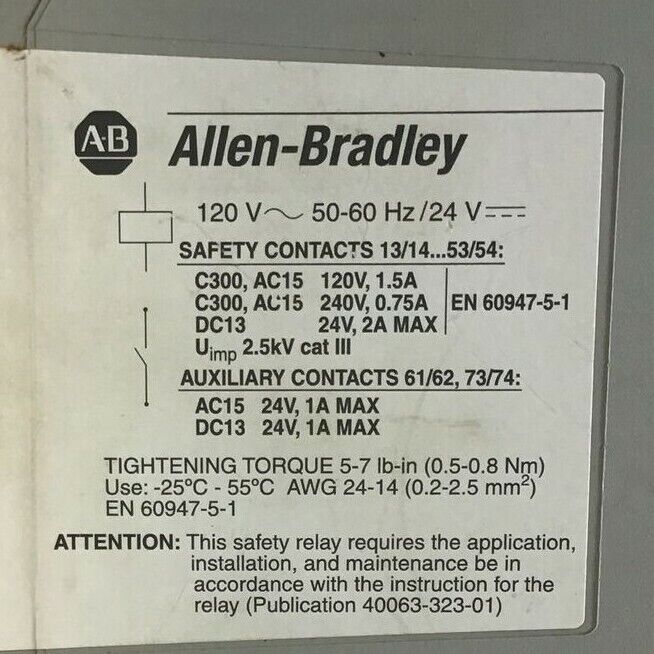 AB Allen-Bradley
120 V～ 50-60 Hz/24 V⎓
SAFETY CONTACTS 13/14...53/54:
C300, AC15 120V, 1.5A
C300, AC15 240V, 0.75A EN 60947-5-1
DC13 24V, 2A MAX
Uimp 2.5kV cat III
AUXILIARY CONTACTS 61/62, 73/74:
AC15 24V, 1A MAX
DC13 24V, 1A MAX
TIGHTENING TORQUE 5-7 lb-in (0.5-0.8 Nm)
Use: -25ºC - 55ºC AWG 24-14 (0.2-2.5 mm²)
EN 60947-5-1
ATTENTION: This safety relay requires the application,
installation, and maintenance be in
accordance with the instruction for the
relay (Publication 40063-323-01)